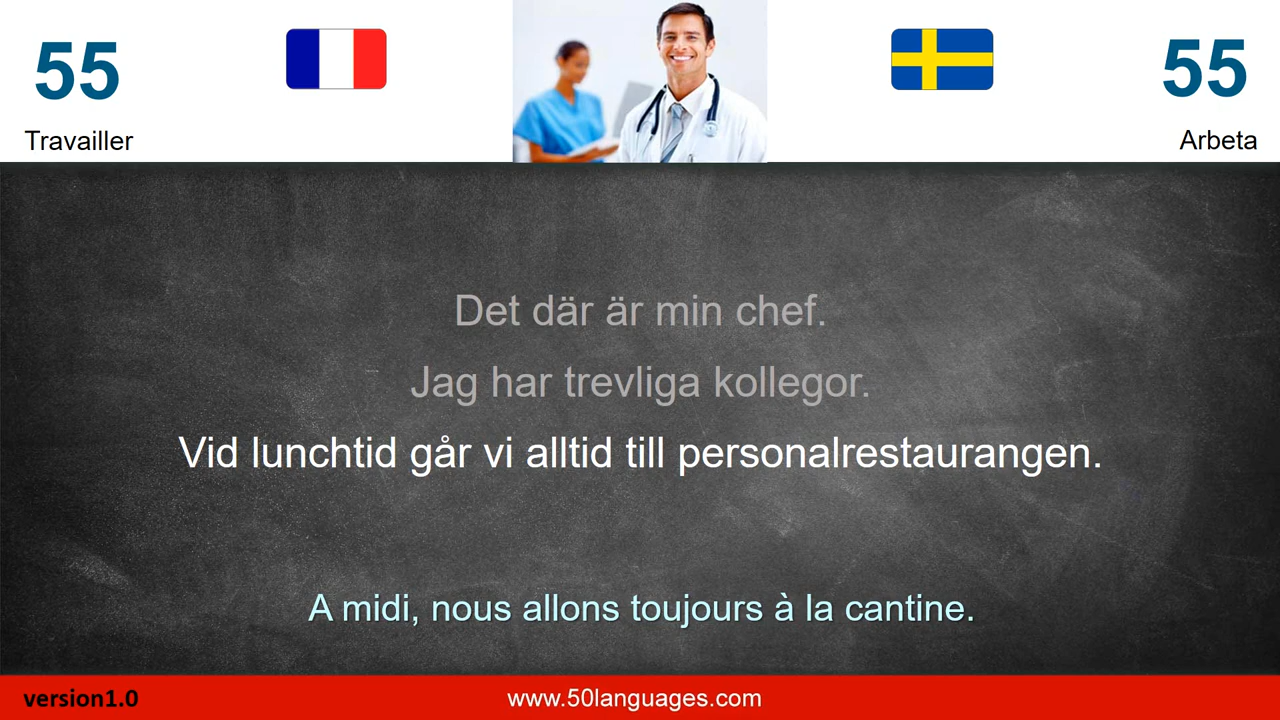 55
55
Travailler
Arbeta
Det där är min chef.
Jag har trevliga kollegor.
Vid lunchtid går vi alltid till personalrestaurangen.
A midi, nous allons toujours à la cantine.
version1.0
www.50languages.com